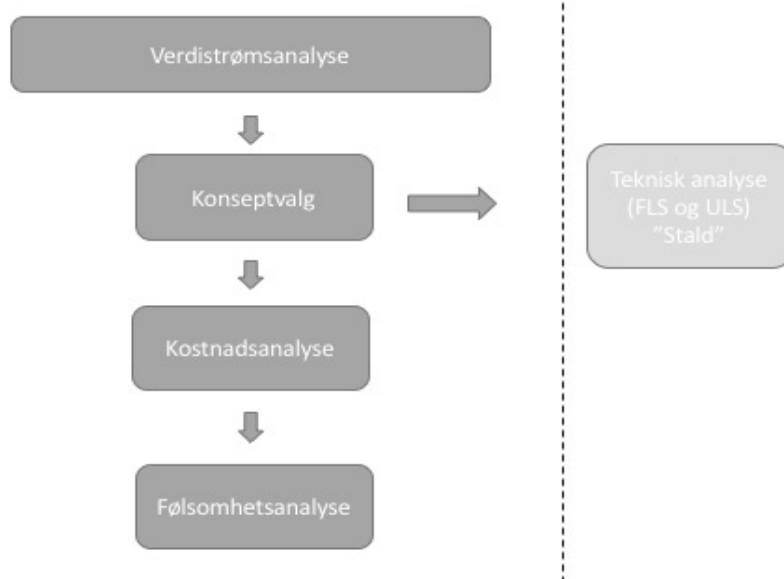 Verdistrømsanalyse
Konseptvalg
Teknisk analyse
(FLS og ULS)
”Stald”
Kostnadsanalyse
Følsomhetsanalyse